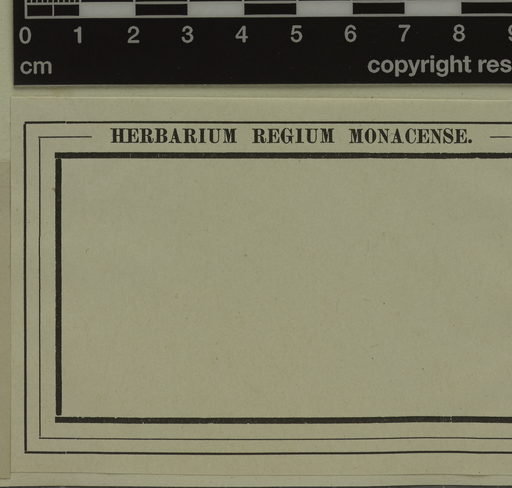 0 1 2 3 4 5 6 7 8
cm copyright res
HERBARIUM REGIUM MONACENSE.